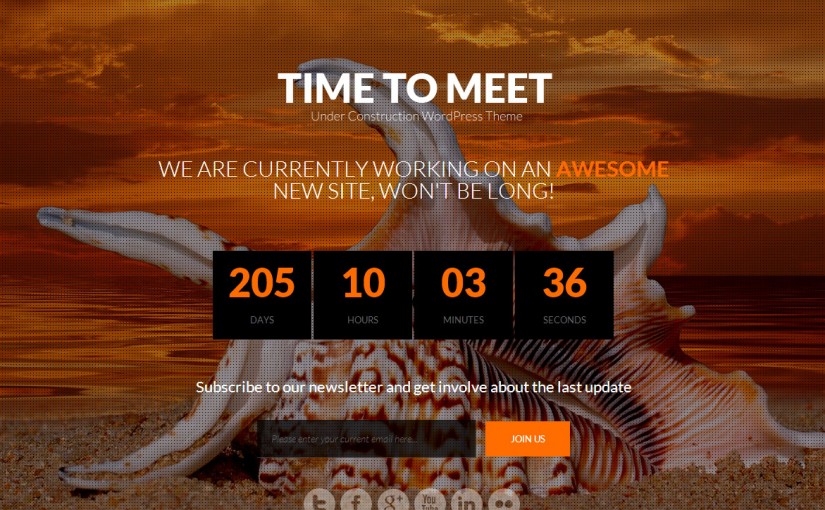 TIME TO MEET
Under Construction WordPress Theme
WE ARE CURRENTLY WORKING ON AN AWESOME
NEW SITE, WON'T BE LONG!
205 10 03 36
DAYS HOURS MINUTES SECONDS
Subscribe to our newsletter and get involve about the last update
Please enter your current email here... JOIN US
You Tube